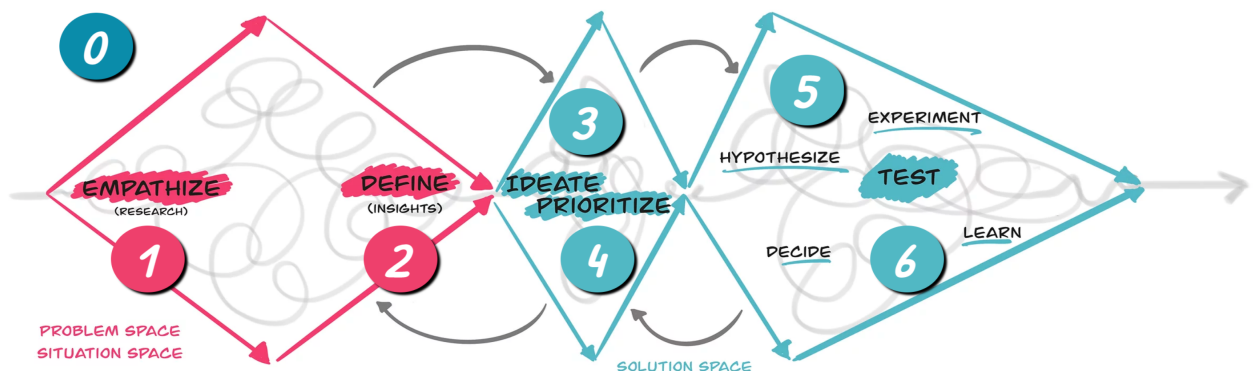 0
EMPATHIZE
(RESEARCH)
1
DEFINE
(INSIGHTS)
2
PROBLEM SPACE
SITUATION SPACE
3
IDEATE
PRIORITIZE
4
SOLUTION SPACE
5
EXPERIMENT
HYPOTHESIZE
TEST
DECIDE
6
LEARN